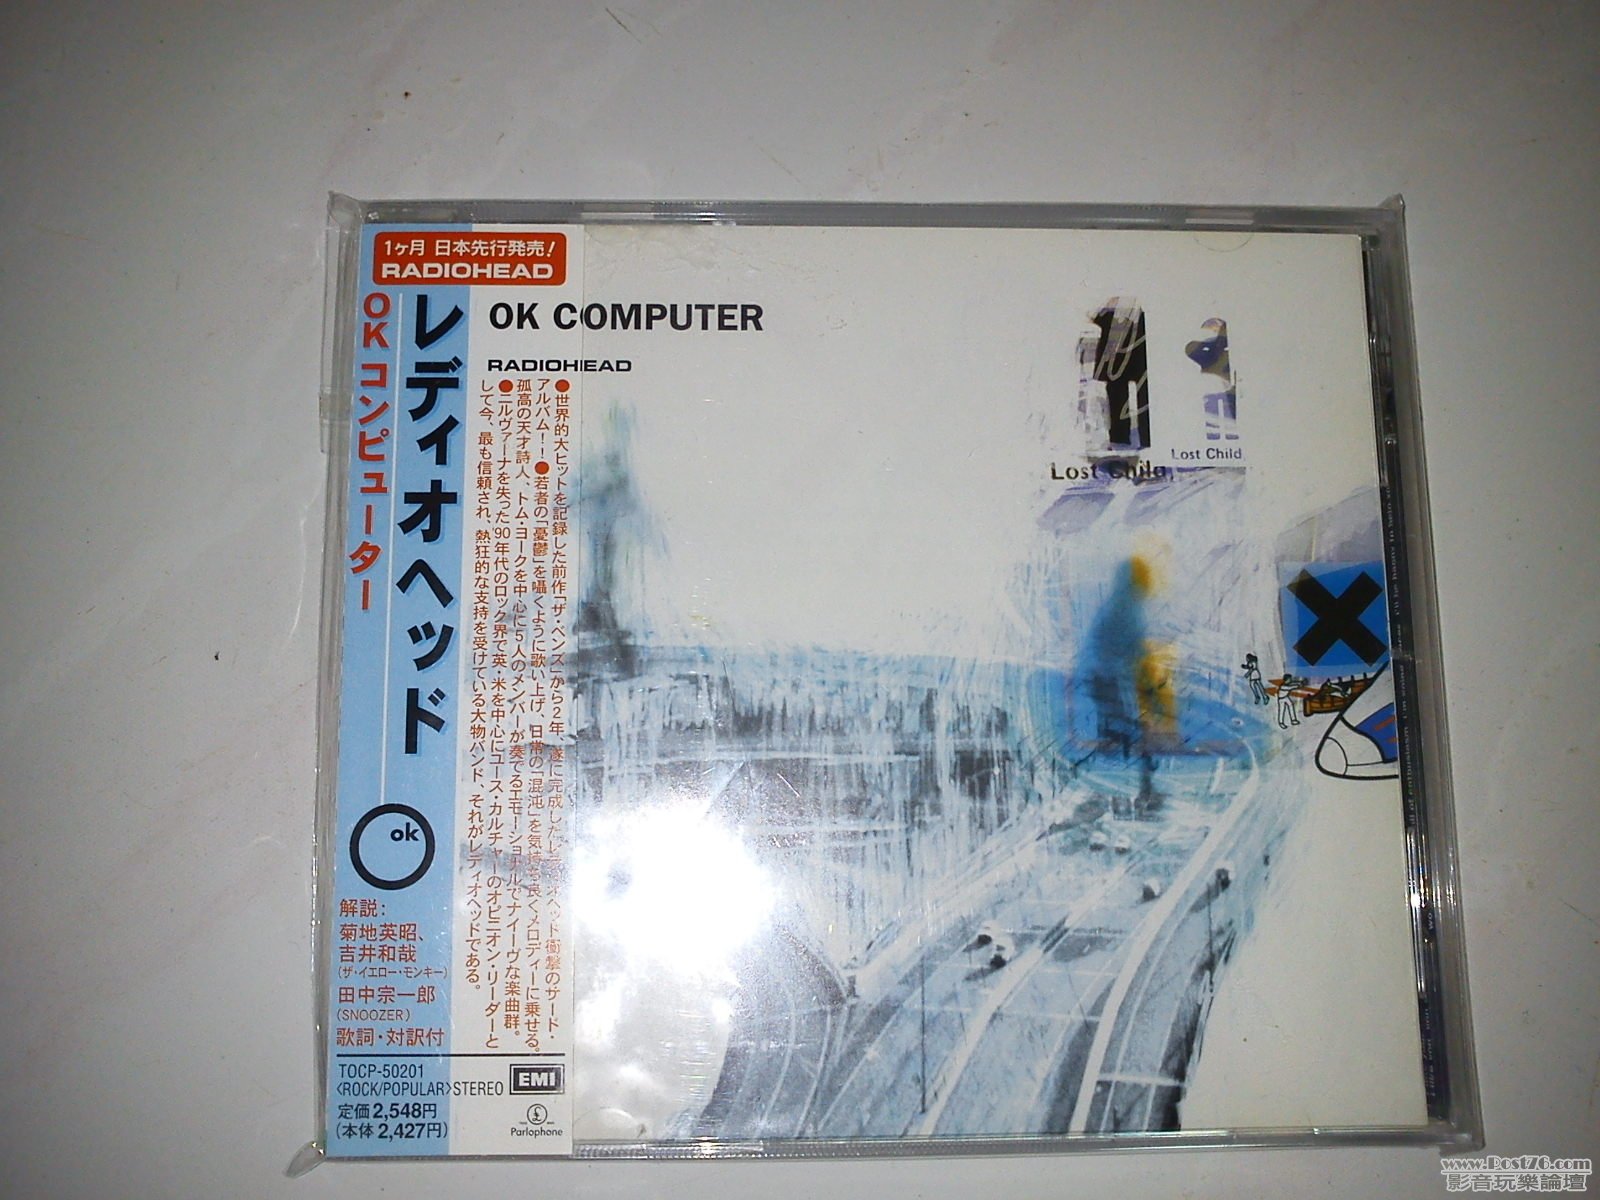 1ヶ月 日本先行発売!
RADIOHEAD
OK コンピューター
レディオヘッド
OK COMPUTER
RADIOHEAD
●世界的大ヒットを記録した前作「ザ・ベンズ」から2年、遂に完成したレディオヘッド衝撃のサード・
アルバム!!●若者の「憂鬱」を囁くように歌い上げ、日常の「混沌」を気持ち良くメロディーに乗せる。
孤高の天才詩人、トム・ヨークを中心に5人のメンバーが奏でるエモーショナルでナイーヴな楽曲群。
●ニルヴァーナを失った'90年代のロック界で英・米を中心にユース・カルチャーのオピニオン・リーダーと
して今、最も信頼され、熱狂的な支持を受けている大物バンド、それがレディオヘッドである。
ok
解説:
菊地英昭、
吉井和哉
(ザ・イエロー・モンキー)
田中宗一郎
(SNOOZER)
歌詞・対訳付
TOCP-50201
<ROCK/POPULAR>STEREO
EMI
定価2,548円
(本体2,427円)
Parlophone
Lost Child
Lost Child
www.Post76.com
影音玩樂論壇